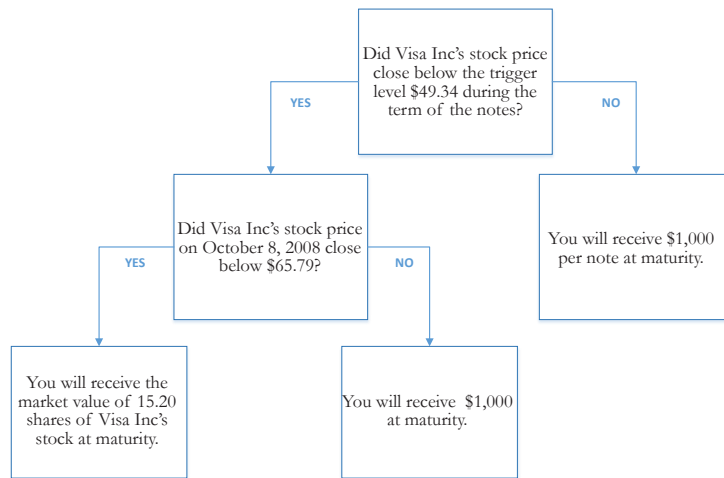 Did Visa Inc's stock price
close below the trigger
level $49.34 during the
term of the notes?
YES
NO
Did Visa Inc's stock price
on October 8, 2008 close
below $65.79?
You will receive $1,000
per note at maturity.
YES
NO
You will receive the
market value of 15.20
shares of Visa Inc's
stock at maturity.
You will receive  $1,000
at maturity.